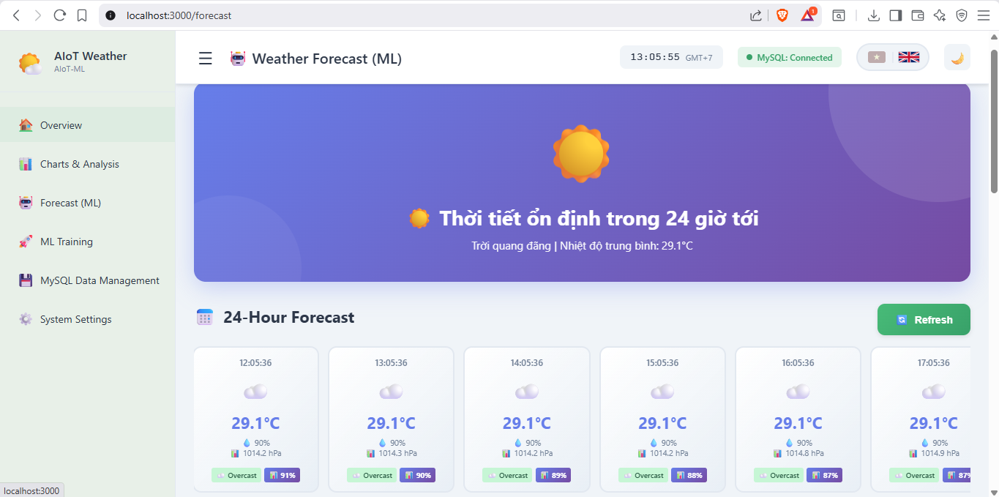 localhost:3000/forecast
1
AIoT Weather
AIoT-ML
Weather Forecast (ML)
13:05:55 GMT+7
MySQL: Connected
Overview
Charts & Analysis
Forecast (ML)
ML Training
MySQL Data Management
System Settings
Thời tiết ổn định trong 24 giờ tới
Trời quang đãng | Nhiệt độ trung bình: 29.1°C
24-Hour Forecast
Refresh
12:05:36
29.1°C
90%
1014.2 hPa
Overcast 91%
13:05:36
29.1°C
90%
1014.3 hPa
Overcast 90%
14:05:36
29.1°C
90%
1014.2 hPa
Overcast 89%
15:05:36
29.1°C
90%
1014.2 hPa
Overcast 88%
16:05:36
29.1°C
90%
1014.8 hPa
Overcast 87%
17:05:36
29.1°C
90%
1014.9 hPa
Overcast 87%
localhost:3000